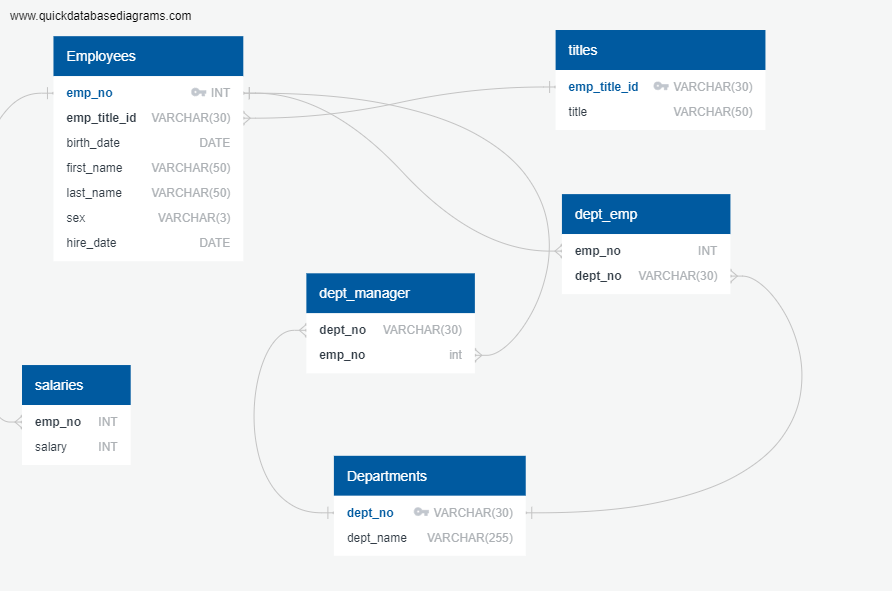 www.quickdatabasediagrams.com
Employees
emp_no INT
emp_title_id VARCHAR(30)
birth_date DATE
first_name VARCHAR(50)
last_name VARCHAR(50)
sex VARCHAR(3)
hire_date DATE
titles
emp_title_id VARCHAR(30)
title VARCHAR(50)
dept_emp
emp_no INT
dept_no VARCHAR(30)
dept_manager
dept_no VARCHAR(30)
emp_no int
salaries
emp_no INT
salary INT
Departments
dept_no VARCHAR(30)
dept_name VARCHAR(255)